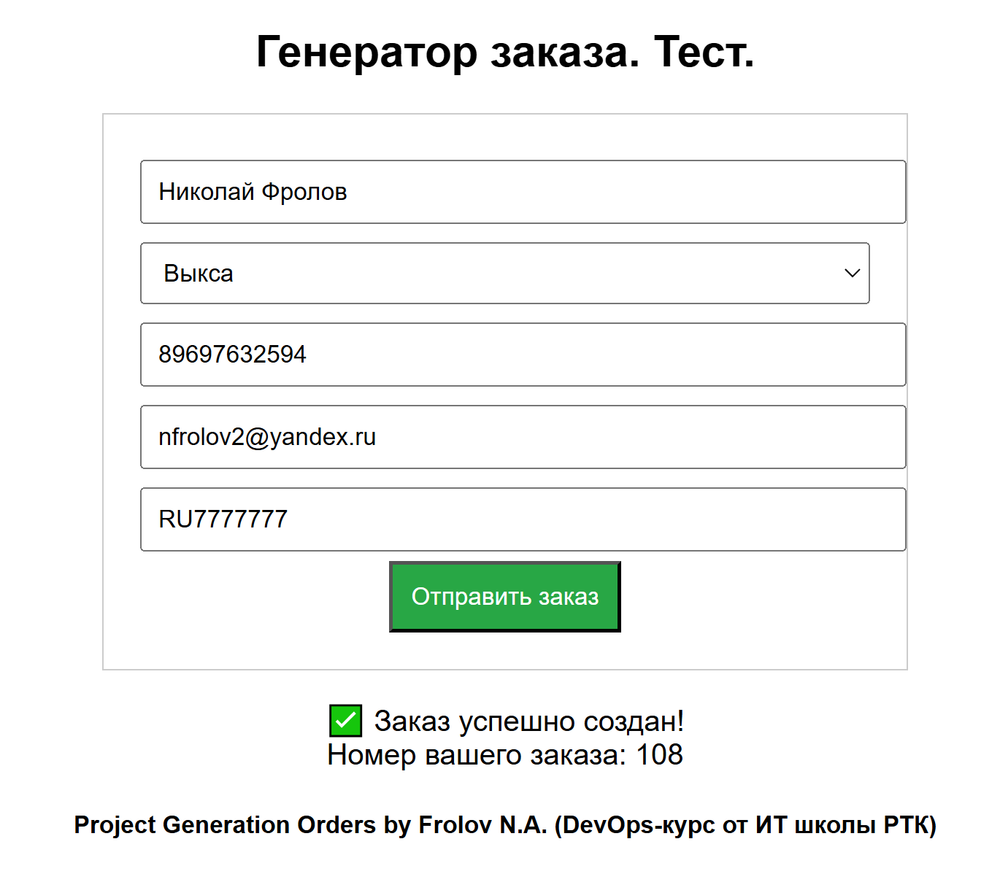 Генератор заказа. Тест.
Николай Фролов
Выкса
89697632594
nfrolov2@yandex.ru
RU7777777
Отправить заказ
Заказ успешно создан!
Номер вашего заказа: 108
Project Generation Orders by Frolov N.A. (DevOps-курс от ИТ школы РТК)